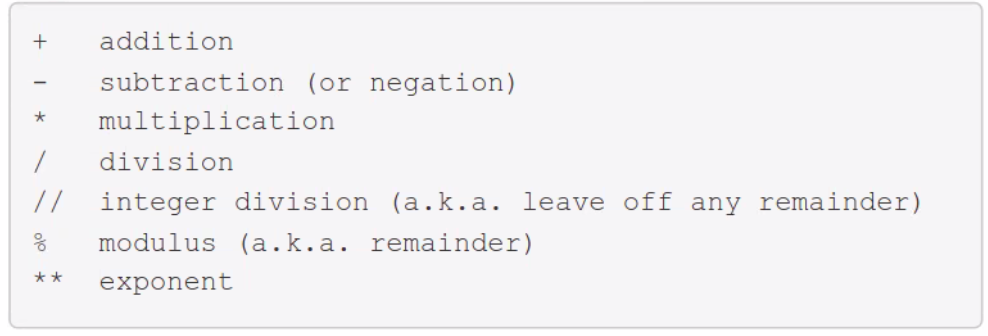 + addition
- subtraction (or negation)
* multiplication
/ division
// integer division (a.k.a. leave off any remainder)
% modulus (a.k.a. remainder)
** exponent